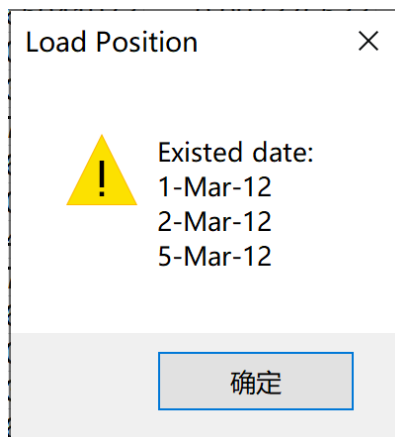 Load Position
Existed date:
1-Mar-12
2-Mar-12
5-Mar-12
确定